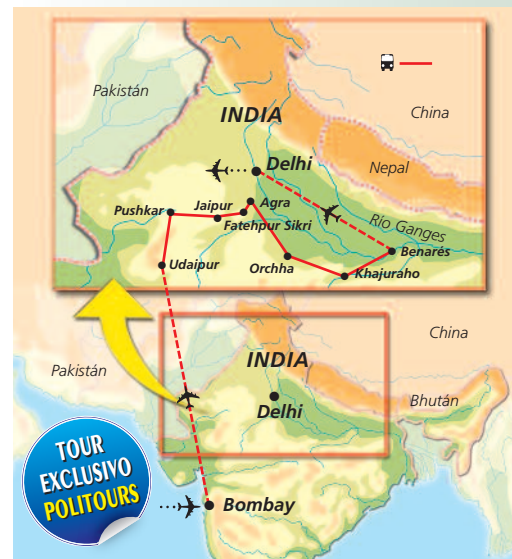 Pakistán
China
INDIA
Delhi
Nepal
Jaipur
Agra
Pushkar
Fatehpur Sikri
Río Ganges
Benarés
Udaipur
Orchha
Khajuraho
China
INDIA
Pakistán
Bhután
Delhi
TOUR
EXCLUSIVO
POLITOURS
Bombay